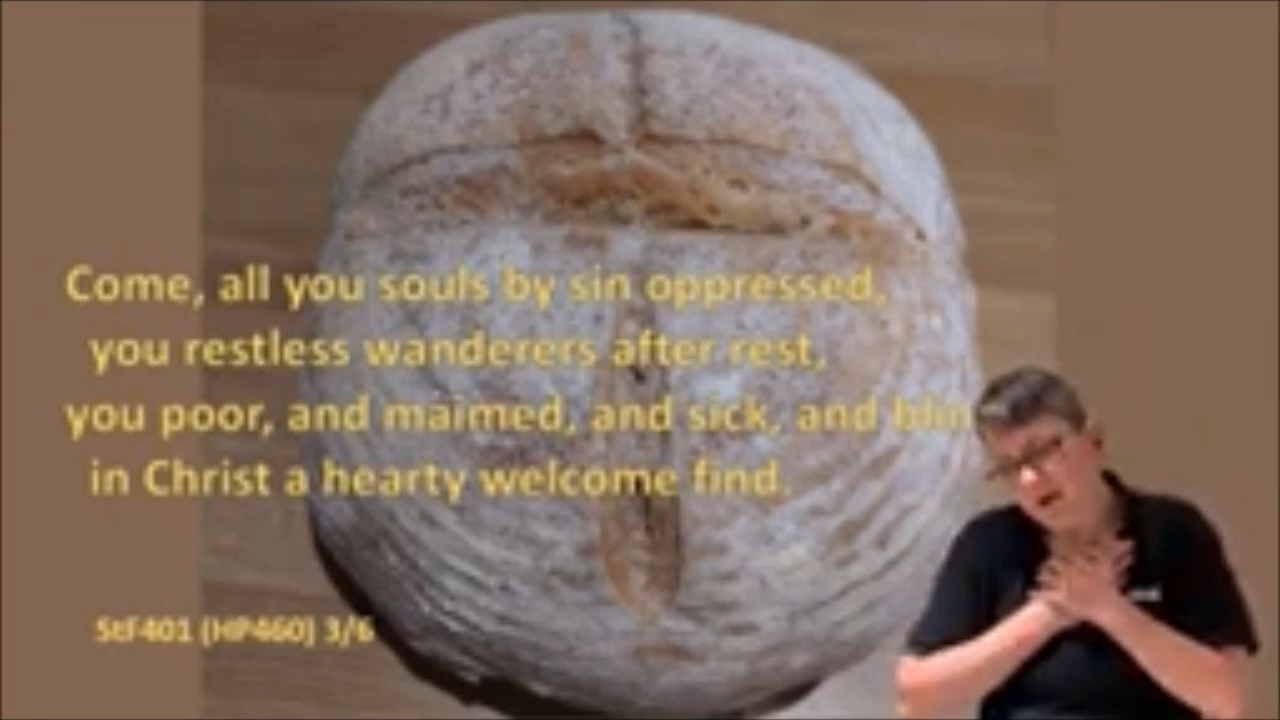 Come, all you souls by sin oppressed,
you restless wanderers after rest,
you poor, and maimed, and sick, and blin
in Christ a hearty welcome find.
StF401 (HP460) 3/6